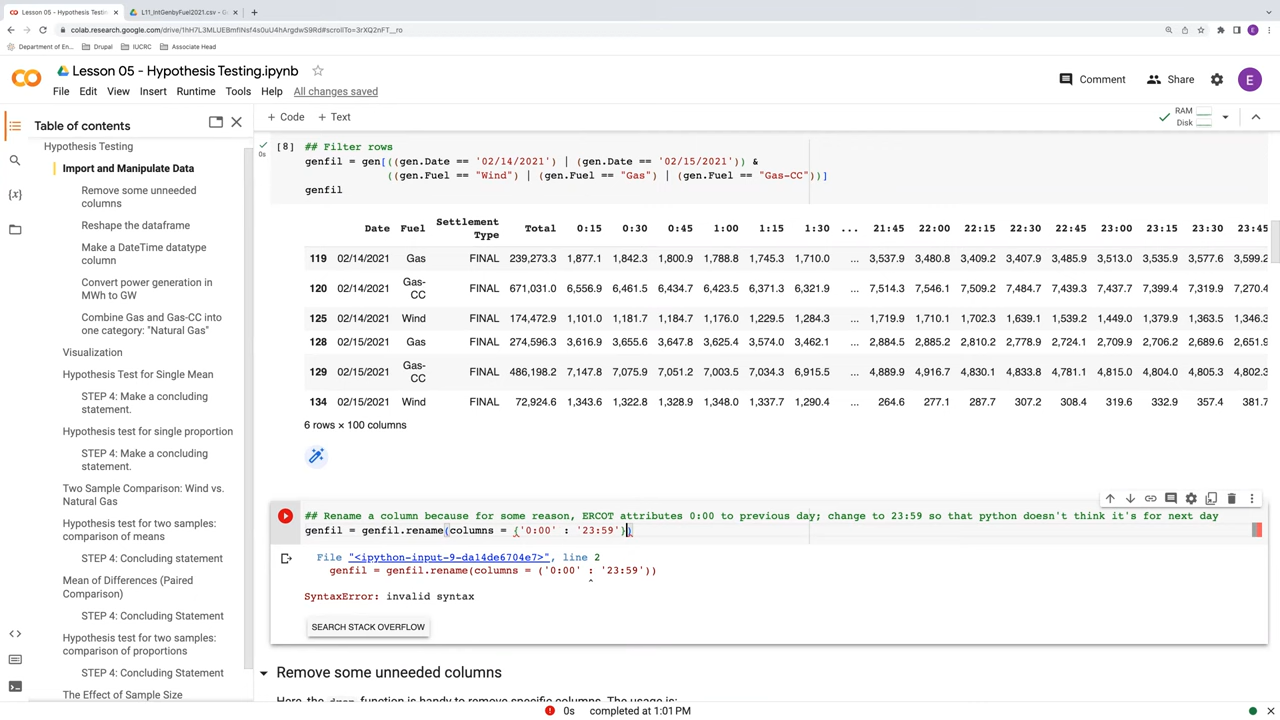 Lesson 05 - Hypothesis Testing
L11_IntGenbyFuel2021.csv -
colab.research.google.com/drive/1hH7L3MLUEBmfINsf4s0uU4hArgdwS9Rd#scrollTo=3rXQ2nFT__ro
Department of En...
Drupal
IUCRC
Associate Head
E
CO
Lesson 05 - Hypothesis Testing.ipynb
File Edit View Insert Runtime Tools Help All changes saved
Comment
Share
E
Table of contents
+ Code + Text
RAM
Disk
Hypothesis Testing
Import and Manipulate Data
Remove some unneeded
columns
Reshape the dataframe
Make a DateTime datatype
column
Convert power generation in
MWh to GW
Combine Gas and Gas-CC into
one category: "Natural Gas"
Visualization
Hypothesis Test for Single Mean
STEP 4: Make a concluding
statement.
Hypothesis test for single proportion
STEP 4: Make a concluding
statement.
Two Sample Comparison: Wind vs.
Natural Gas
Hypothesis test for two samples:
comparison of means
STEP 4: Concluding statement
Mean of Differences (Paired
Comparison)
STEP 4: Concluding Statement
Hypothesis test for two samples:
comparison of proportions
STEP 4: Concluding Statement
The Effect of Sample Size
0s
[8] ## Filter rows
genfil = gen[((gen.Date == '02/14/2021') | (gen.Date == '02/15/2021')) &
((gen.Fuel == "Wind") | (gen.Fuel == "Gas") | (gen.Fuel == "Gas-CC"))]
genfil
Date Fuel Settlement Type Total 0:15 0:30 0:45 1:00 1:15 1:30 ... 21:45 22:00 22:15 22:30 22:45 23:00 23:15 23:30 23:45
119 02/14/2021 Gas FINAL 239,273.3 1,877.1 1,842.3 1,800.9 1,788.8 1,745.3 1,710.0 ... 3,537.9 3,480.8 3,409.2 3,407.9 3,485.9 3,513.0 3,535.9 3,577.6 3,599.2
120 02/14/2021 Gas-CC FINAL 671,031.0 6,556.9 6,461.5 6,434.7 6,423.5 6,371.3 6,321.9 ... 7,514.3 7,546.1 7,509.2 7,484.7 7,439.3 7,437.7 7,399.4 7,319.9 7,270.4
125 02/14/2021 Wind FINAL 174,472.9 1,101.0 1,181.7 1,184.7 1,176.0 1,229.5 1,284.3 ... 1,719.9 1,710.1 1,702.3 1,639.1 1,539.2 1,449.0 1,379.9 1,363.5 1,346.3
128 02/15/2021 Gas FINAL 274,596.3 3,616.9 3,655.6 3,647.8 3,625.4 3,574.0 3,462.1 ... 2,884.5 2,885.2 2,810.2 2,778.9 2,724.1 2,709.9 2,706.2 2,689.6 2,651.9
129 02/15/2021 Gas-CC FINAL 486,198.2 7,147.8 7,075.9 7,051.2 7,003.5 7,034.3 6,915.5 ... 4,889.9 4,916.7 4,830.1 4,833.8 4,781.1 4,815.0 4,804.0 4,805.3 4,802.3
134 02/15/2021 Wind FINAL 72,924.6 1,343.6 1,322.8 1,328.9 1,348.0 1,337.7 1,290.4 ... 264.6 277.1 287.7 307.2 308.4 319.6 332.9 357.4 381.7
6 rows × 100 columns
## Rename a column because for some reason, ERCOT attributes 0:00 to previous day; change to 23:59 so that python doesn't think it's for next day
genfil = genfil.rename(columns = {'0:00' : '23:59'})
File "<ipython-input-9-da14de6704e7>", line 2
genfil = genfil.rename(columns = ('0:00' : '23:59'))
^
SyntaxError: invalid syntax
SEARCH STACK OVERFLOW
Remove some unneeded columns
Here, the drop function is handy to remove specific columns. The usage is:
0s completed at 1:01 PM